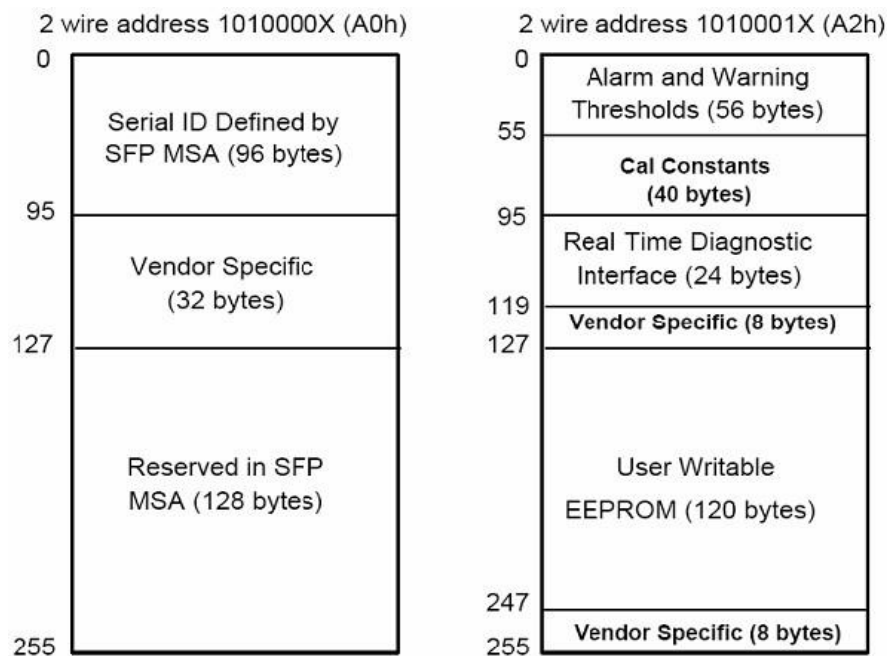 2 wire address 1010000X (A0h)
0
Serial ID Defined by
SFP MSA (96 bytes)
95
Vendor Specific
(32 bytes)
127
Reserved in SFP
MSA (128 bytes)
255
2 wire address 1010001X (A2h)
0
Alarm and Warning
Thresholds (56 bytes)
55
Cal Constants
(40 bytes)
95
Real Time Diagnostic
Interface (24 bytes)
119
Vendor Specific (8 bytes)
127
User Writable
EEPROM (120 bytes)
247
Vendor Specific (8 bytes)
255